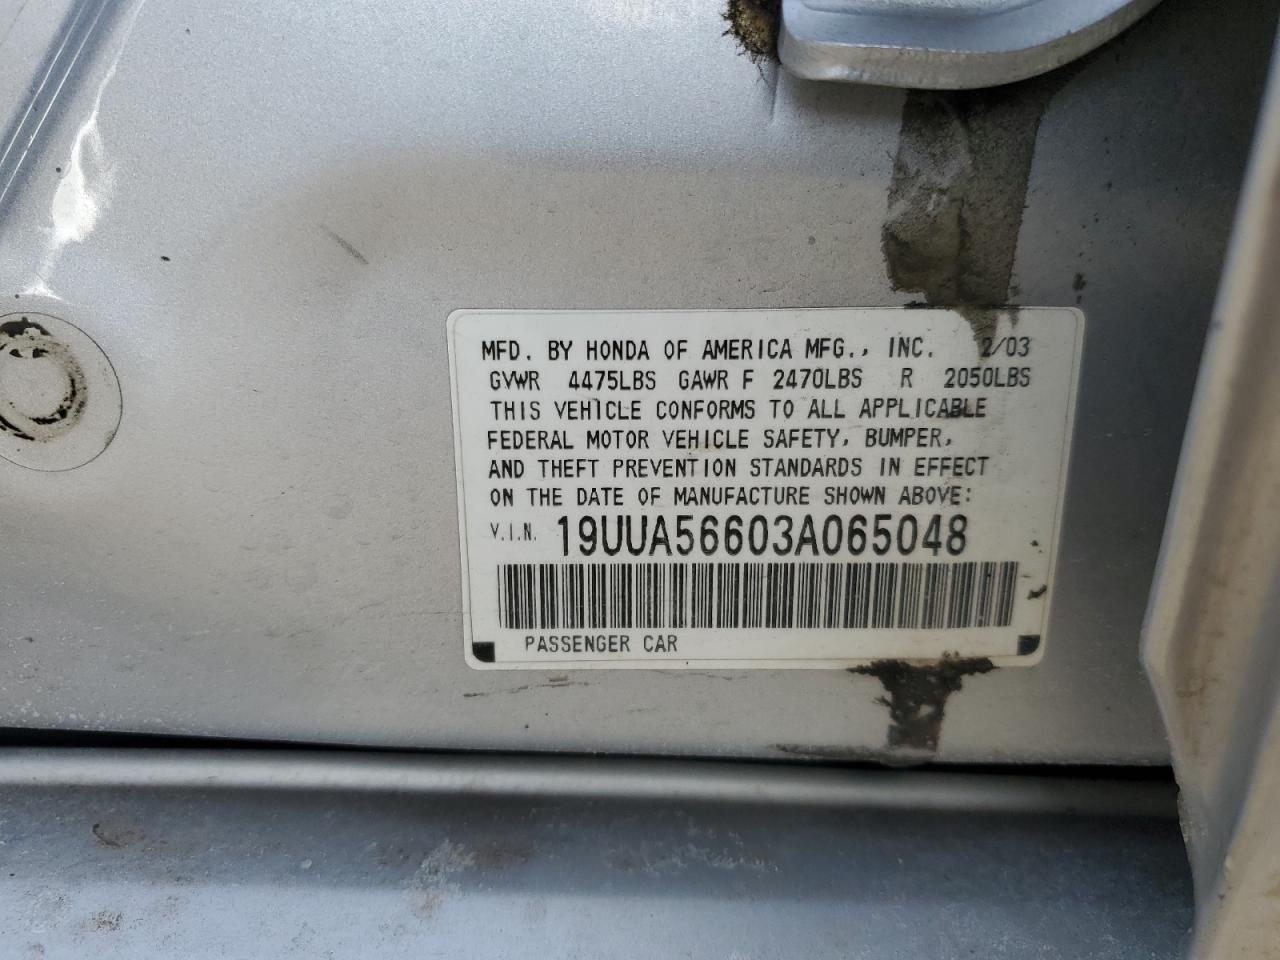 MFD. BY HONDA OF AMERICA MFG., INC. 2/03
GVWR 4475LBS GAWR F 2470LBS R 2050LBS
THIS VEHICLE CONFORMS TO ALL APPLICABLE
FEDERAL MOTOR VEHICLE SAFETY, BUMPER,
AND THEFT PREVENTION STANDARDS IN EFFECT
ON THE DATE OF MANUFACTURE SHOWN ABOVE:
V.I.N. 19UUA56603A065048
PASSENGER CAR